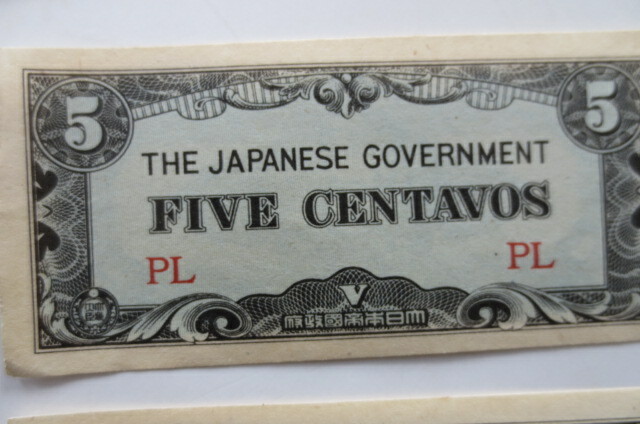 5 5
THE JAPANESE GOVERNMENT
FIVE CENTAVOS
PL PL
V
大日本帝國政府